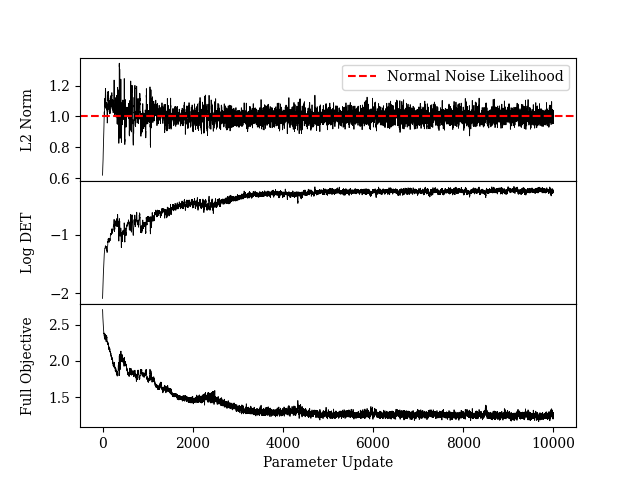 Normal Noise Likelihood
L2 Norm
1.2
1.0
0.8
0.6
Log DET
−1
−2
Full Objective
2.5
2.0
1.5
0 2000 4000 6000 8000 10000
Parameter Update